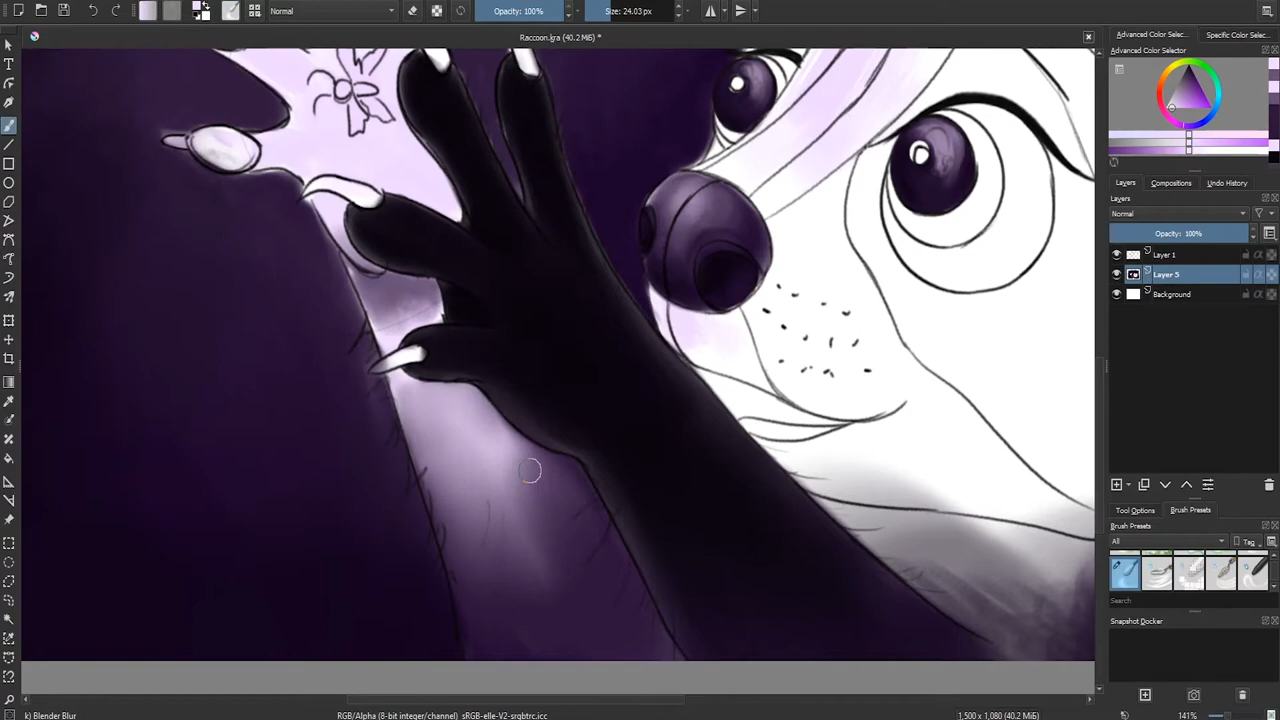 Normal
Opacity: 100%
Size: 24.03 px
Raccoon.kra (40.2 MiB) *
Advanced Color Selec...
Specific Color Selec...
Advanced Color Selector
Layers
Compositions
Undo History
Layers
Normal
Opacity: 100%
Layer 1
Layer 5
Background
Tool Options
Brush Presets
Brush Presets
All
Tag
Search
Snapshot Docker
k) Blender Blur
RGB/Alpha (8-bit integer/channel) sRGB-elle-V2-srgbtrc.icc
1,500 x 1,080 (40.2 MiB)
141%